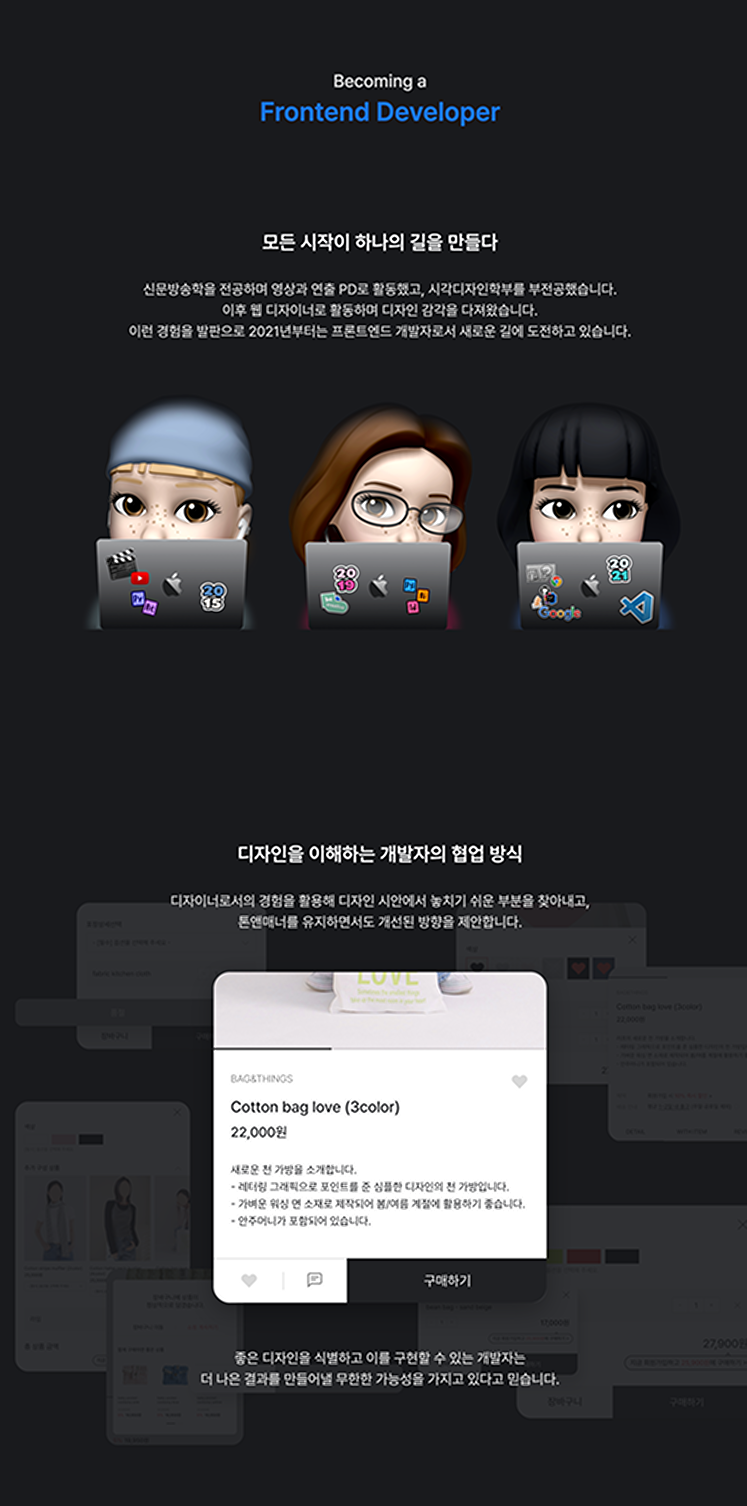 Becoming a
Frontend Developer
모든 시작이 하나의 길을 만들다
신문방송학을 전공하며 영상과 연출 PD로 활동했고, 시각디자인학부를 부전공했습니다.
이후 웹 디자이너로 활동하며 디자인 감각을 다져왔습니다.
이런 경험을 발판으로 2021년부터는 프론트엔드 개발자로서 새로운 길에 도전하고 있습니다.
20
15
20
19
20
21
Google
디자인을 이해하는 개발자의 협업 방식
디자이너로서의 경험을 활용해 디자인 시안에서 놓치기 쉬운 부분을 찾아내고,
톤앤매너를 유지하면서도 개선된 방향을 제안합니다.
LOVE
BAG&THINGS
Cotton bag love (3color)
22,000원
새로운 천 가방을 소개합니다.
- 레터링 그래픽으로 포인트를 준 심플한 디자인의 천 가방입니다.
- 가벼운 워싱 면 소재로 제작되어 봄/여름 계절에 활용하기 좋습니다.
- 안주머니가 포함되어 있습니다.
구매하기
Cotton bag love (3color)
22,000원
장바구니
17,000원
27,900원
장바구니
구매하기
좋은 디자인을 식별하고 이를 구현할 수 있는 개발자는
더 나은 결과를 만들어낼 무한한 가능성을 가지고 있다고 믿습니다.